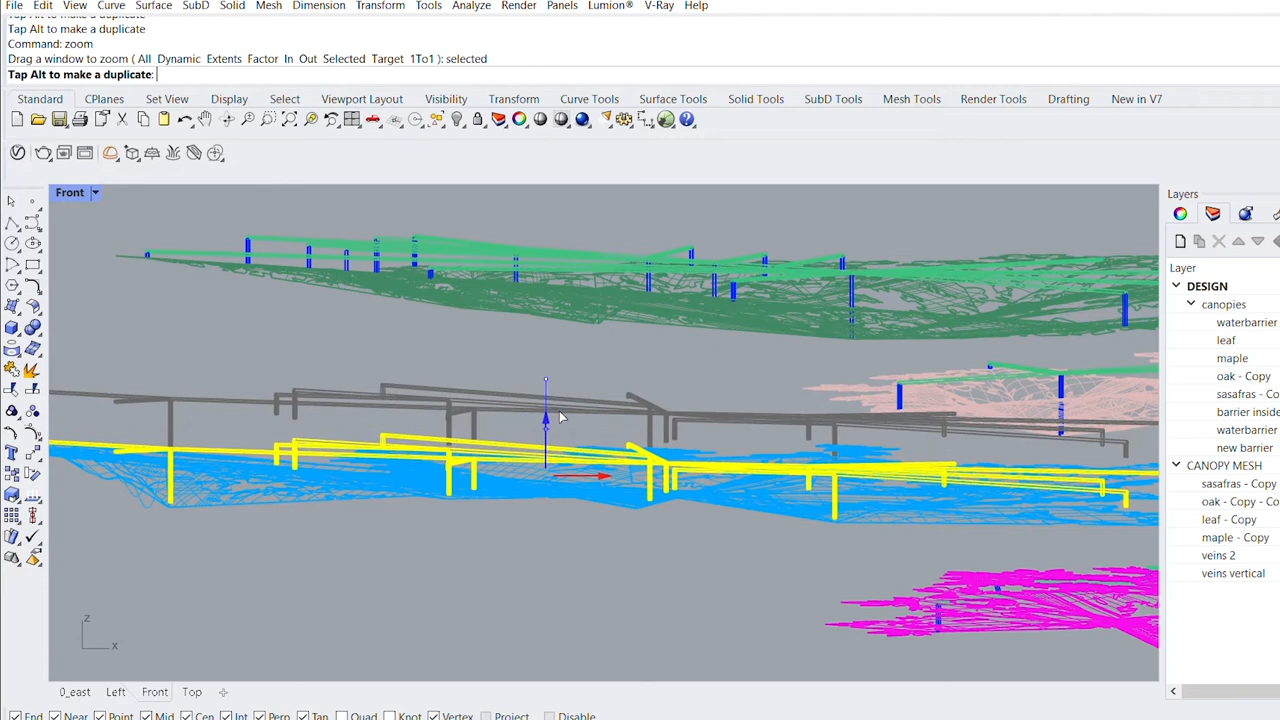 File Edit View Curve Surface SubD Solid Mesh Dimension Transform Tools Analyze Render Panels Lumion® V-Ray Help
Tap Alt to make a duplicate
Tap Alt to make a duplicate
Command: zoom
Drag a window to zoom ( All Dynamic Extents Factor In Out Selected Target 1To1 ): selected
Tap Alt to make a duplicate:
Standard CPlanes Set View Display Select Viewport Layout Visibility Transform Curve Tools Surface Tools Solid Tools SubD Tools Mesh Tools Render Tools Drafting New in V7
Front
Layers
Layer
DESIGN
canopies
waterbarrier
leaf
maple
oak - Copy
sasafras - Co
barrier inside
waterbarrier
new barrier
CANOPY MESH
sasafras - Copy
oak - Copy - Co
leaf - Copy
maple - Copy
veins 2
veins vertical
z
x
0_east Left Front Top
End Near Point Mid Cen Int Perp Tan Quad Knot Vertex Project Disable